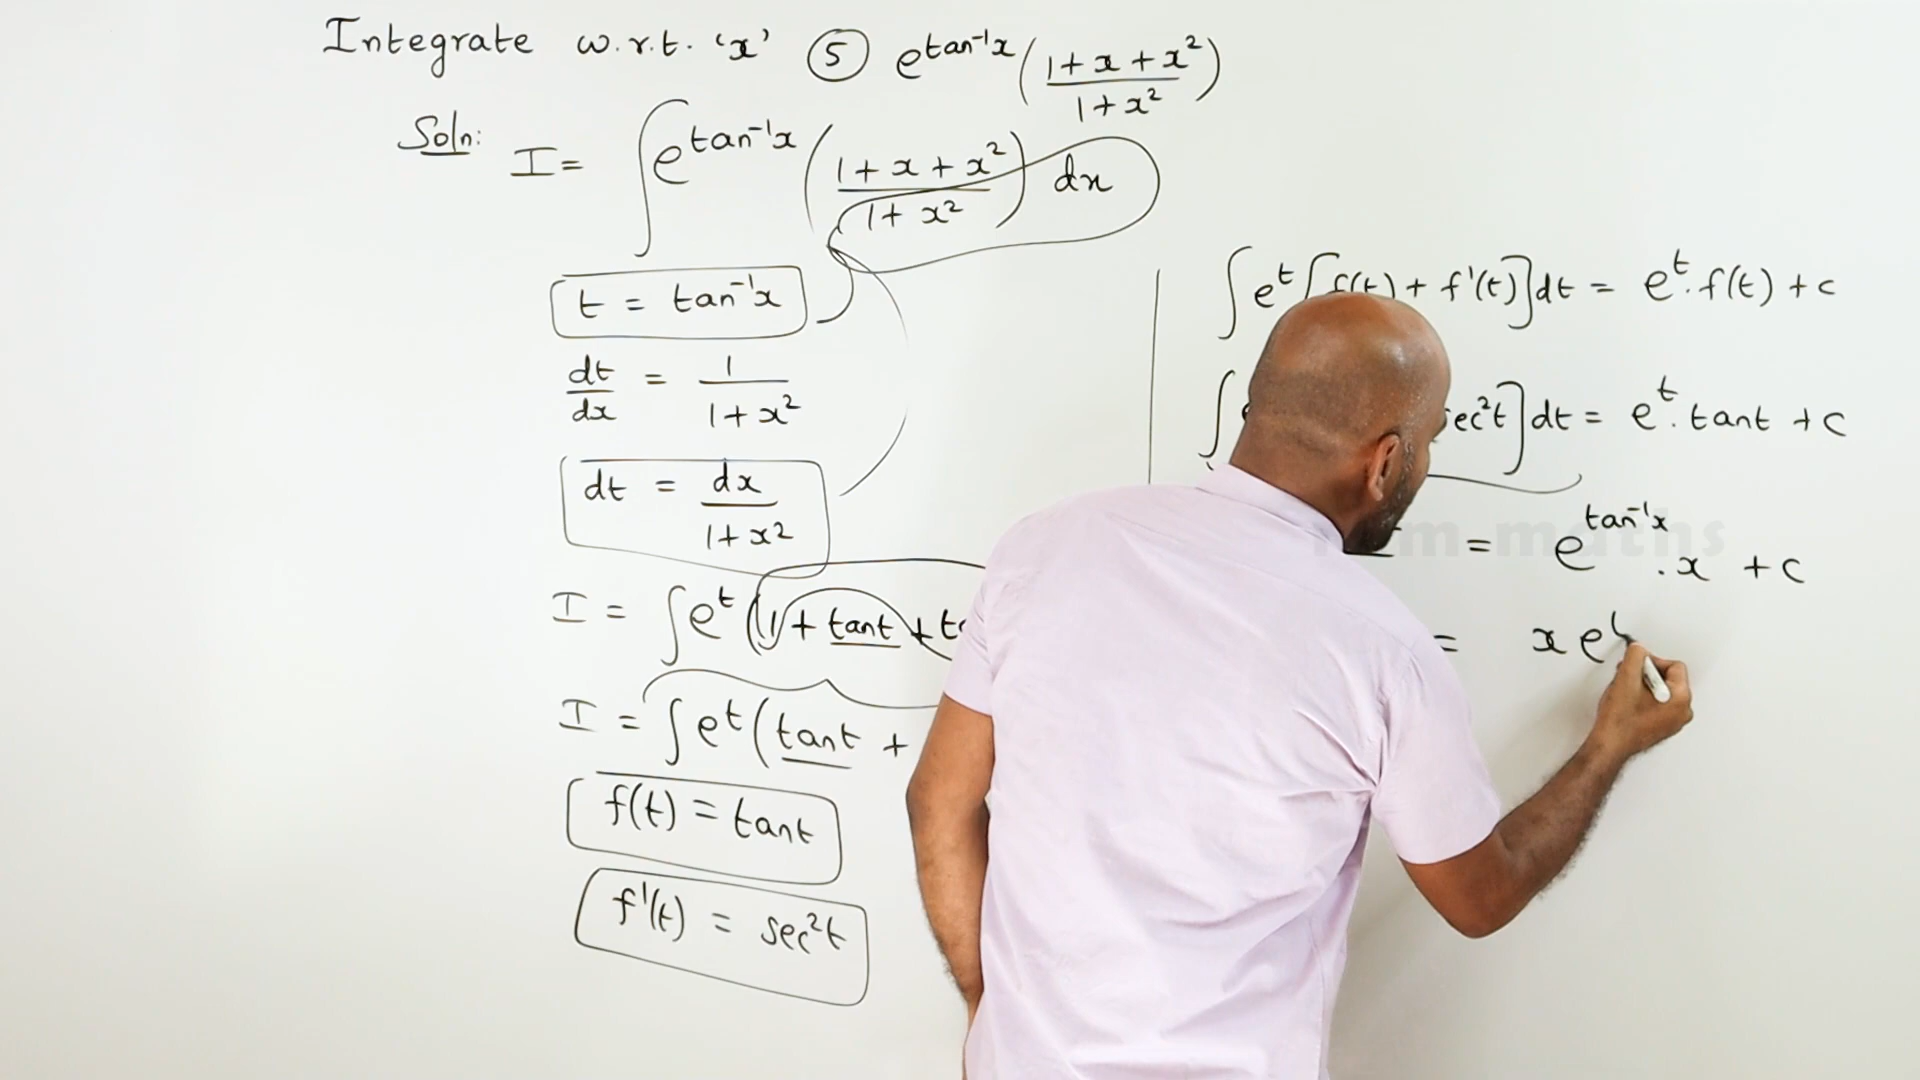 Integrate w.r.t. 'x' ⑤ e^tan⁻¹x ( (1 + x + x²) / (1 + x²) )
Soln: I = ∫ e^tan⁻¹x ( (1 + x + x²) / (1 + x²) ) dx
t = tan⁻¹x
dt/dx = 1/(1 + x²)
dt = dx/(1 + x²)
I = ∫ e^t (1 + tant +
I = ∫ e^t (tant +
f(t) = tant
f'(t) = sec²t
∫ e^t [f(t) + f'(t)] dt = e^t. f(t) + c
∫ sec²t] dt = e^t. tant + c
= e^tan⁻¹x . x + c
= x e
maths